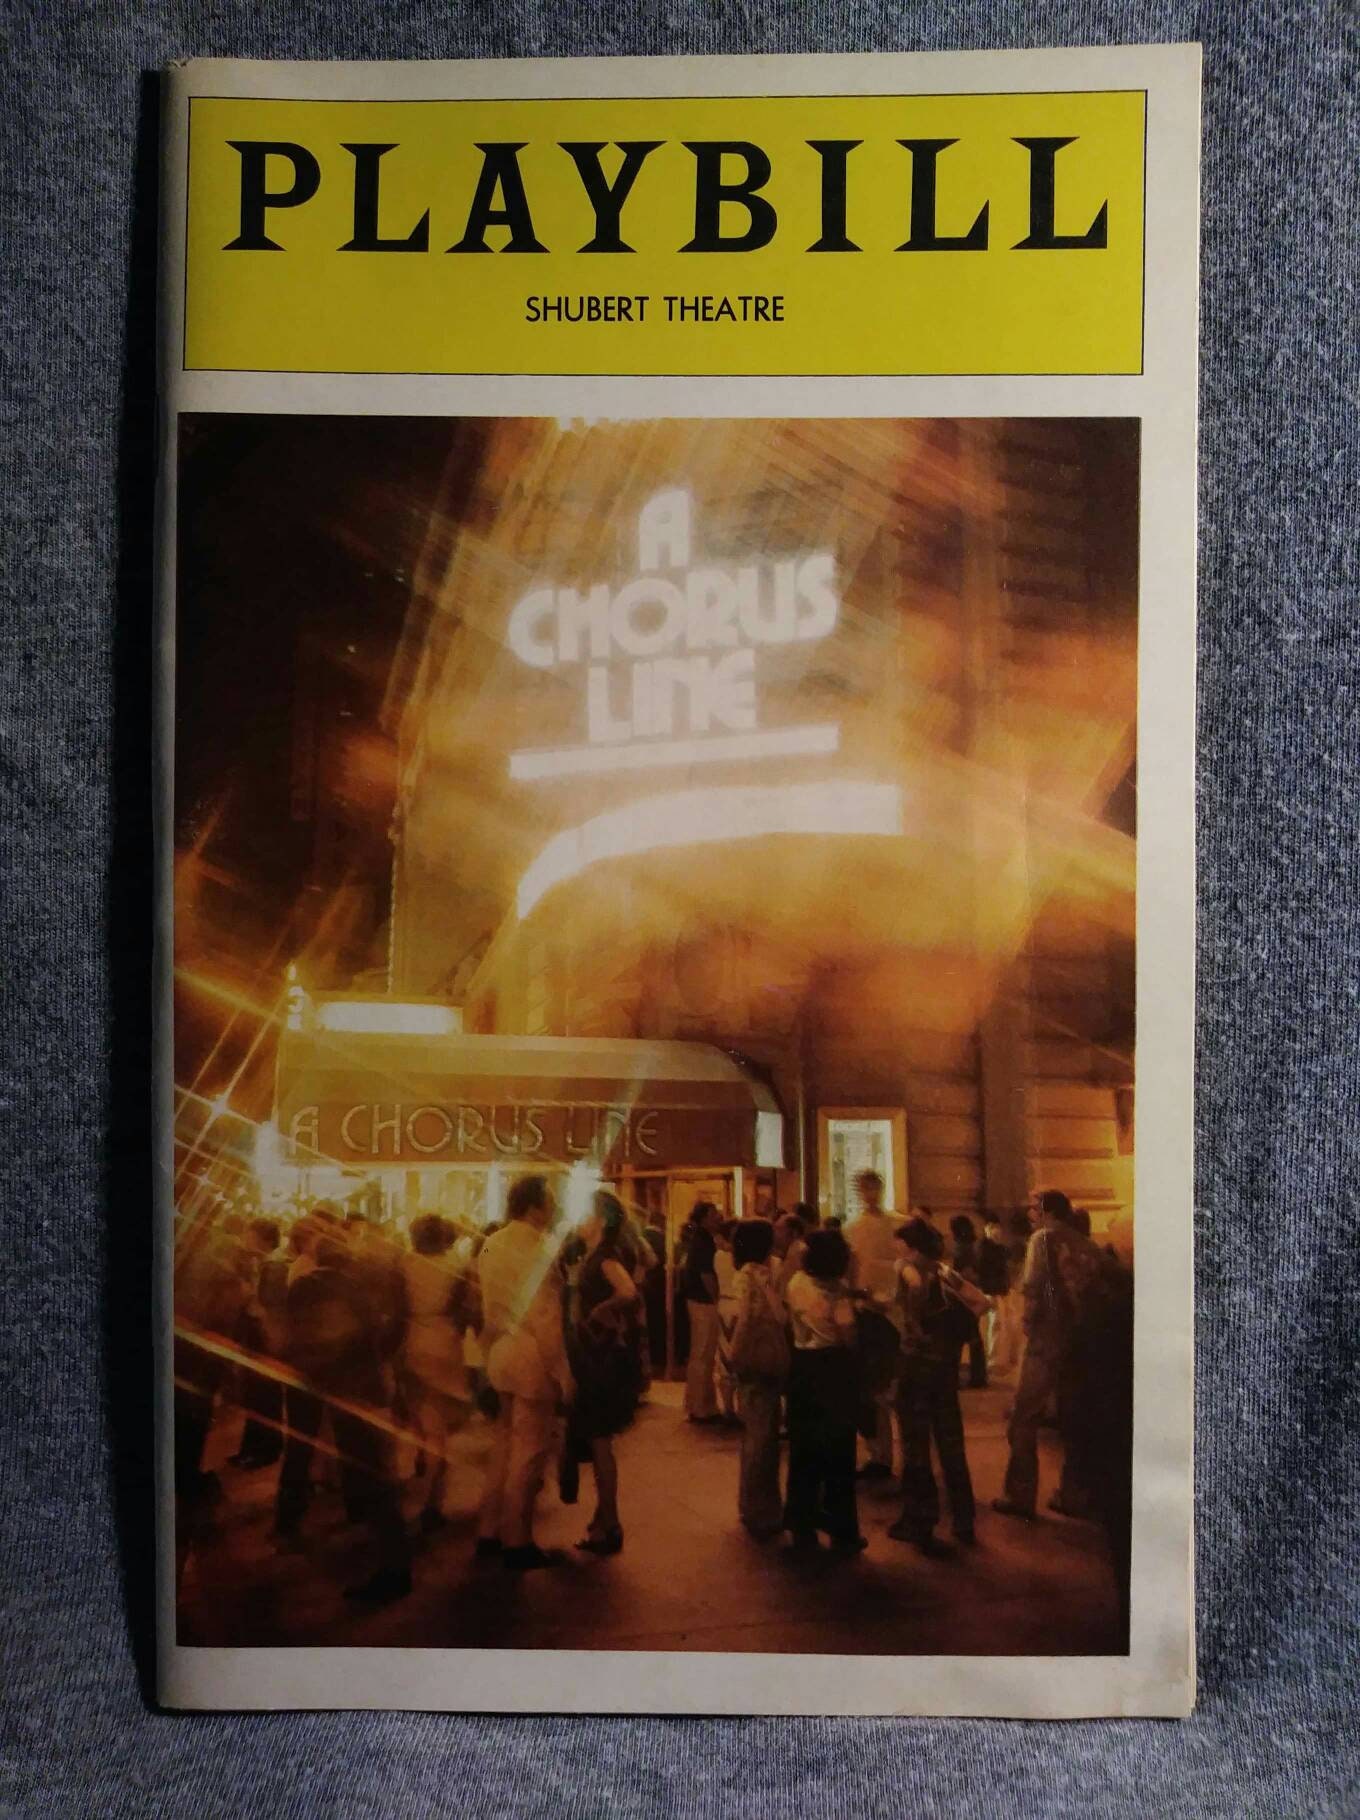 PLAYBILL
SHUBERT THEATRE
A
CHORUS
LINE
A CHORUS LINE